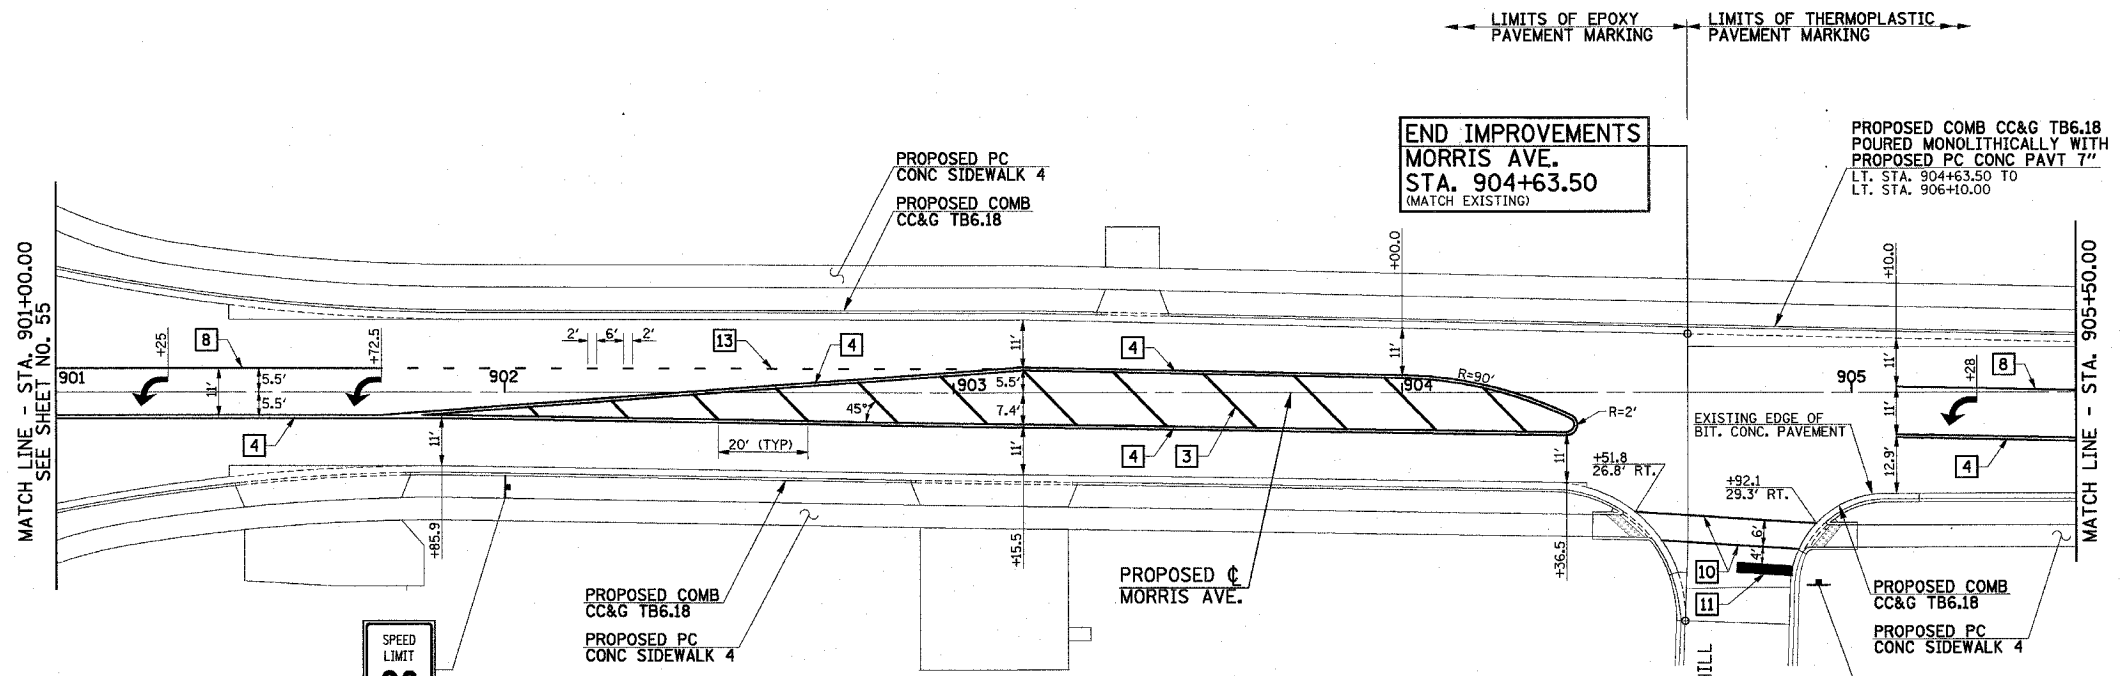 LIMITS OF EPOXY
PAVEMENT MARKING
LIMITS OF THERMOPLASTIC
PAVEMENT MARKING
END IMPROVEMENTS
MORRIS AVE.
STA. 904+63.50
(MATCH EXISTING)
PROPOSED COMB CC&G TB6.18
POURED MONOLITHICALLY WITH
PROPOSED PC CONC PAVT 7"
LT. STA. 904+63.50 TO
LT. STA. 906+10.00
PROPOSED PC
CONC SIDEWALK 4
PROPOSED COMB
CC&G TB6.18
MATCH LINE - STA. 901+00.00
SEE SHEET NO. 55
MATCH LINE - STA. 905+50.00
+00.0
+10.0
+25
8
+72.5
2'
6'
2'
13
4
11'
4
11'
R=90'
11'
+28
8
901
11'
5.5'
5.5'
902
903
5.5'
904
905
45°
7.4'
R=2'
11'
EXISTING EDGE OF
BIT. CONC. PAVEMENT
4
11'
20' (TYP)
11'
4
3
11'
12.9'
4
+51.8
26.8' RT.
+92.1
29.3' RT.
+85.9
+15.5
+36.5
6'
4'
10
11
PROPOSED ℄
MORRIS AVE.
PROPOSED COMB
CC&G TB6.18
PROPOSED PC
CONC SIDEWALK 4
PROPOSED COMB
CC&G TB6.18
PROPOSED PC
CONC SIDEWALK 4
SPEED
LIMIT
HILL